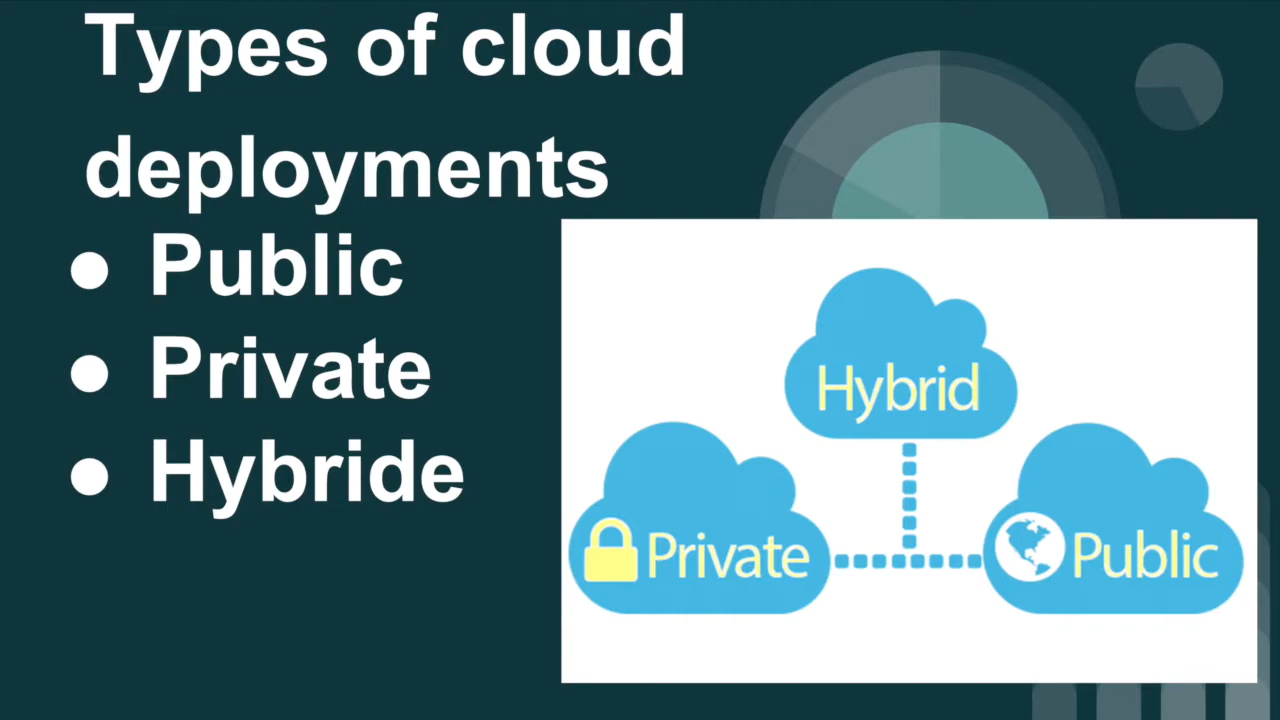 Types of cloud
deployments
● Public
● Private
● Hybride
Hybrid
Private
Public